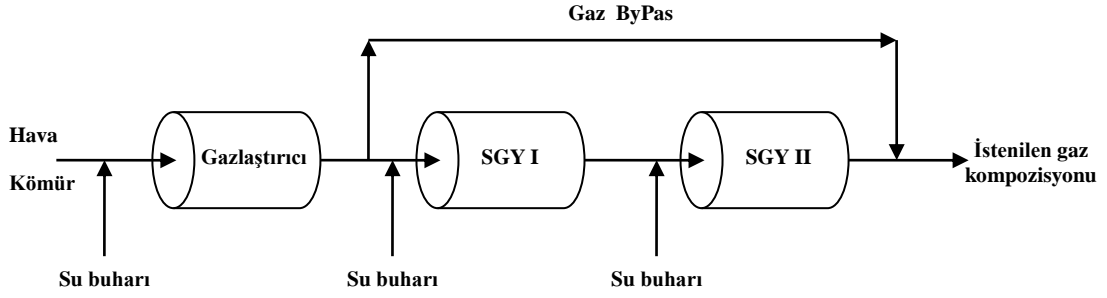 Gaz ByPas
Hava
Kömür
Gazlaştırıcı
SGY I
SGY II
İstenilen gaz
kompozisyonu
Su buharı
Su buharı
Su buharı